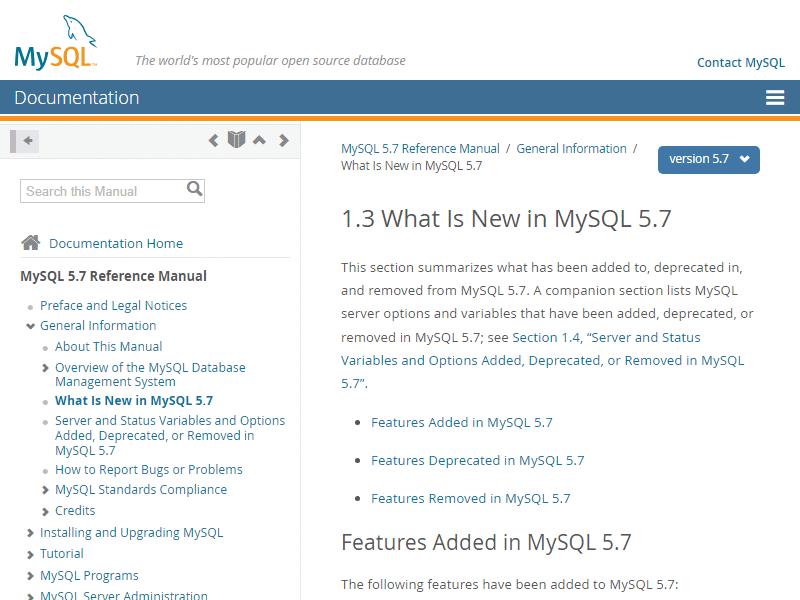 MySQL™
The world's most popular open source database
Contact MySQL
Documentation
Search this Manual
Documentation Home
MySQL 5.7 Reference Manual
Preface and Legal Notices
General Information
About This Manual
Overview of the MySQL Database
Management System
What Is New in MySQL 5.7
Server and Status Variables and Options
Added, Deprecated, or Removed in
MySQL 5.7
How to Report Bugs or Problems
MySQL Standards Compliance
Credits
Installing and Upgrading MySQL
Tutorial
MySQL Programs
MySQL Server Administration
MySQL 5.7 Reference Manual / General Information /
What Is New in MySQL 5.7
version 5.7
1.3 What Is New in MySQL 5.7
This section summarizes what has been added to, deprecated in,
and removed from MySQL 5.7. A companion section lists MySQL
server options and variables that have been added, deprecated, or
removed in MySQL 5.7; see Section 1.4, “Server and Status
Variables and Options Added, Deprecated, or Removed in MySQL
5.7”.
Features Added in MySQL 5.7
Features Deprecated in MySQL 5.7
Features Removed in MySQL 5.7
Features Added in MySQL 5.7
The following features have been added to MySQL 5.7: